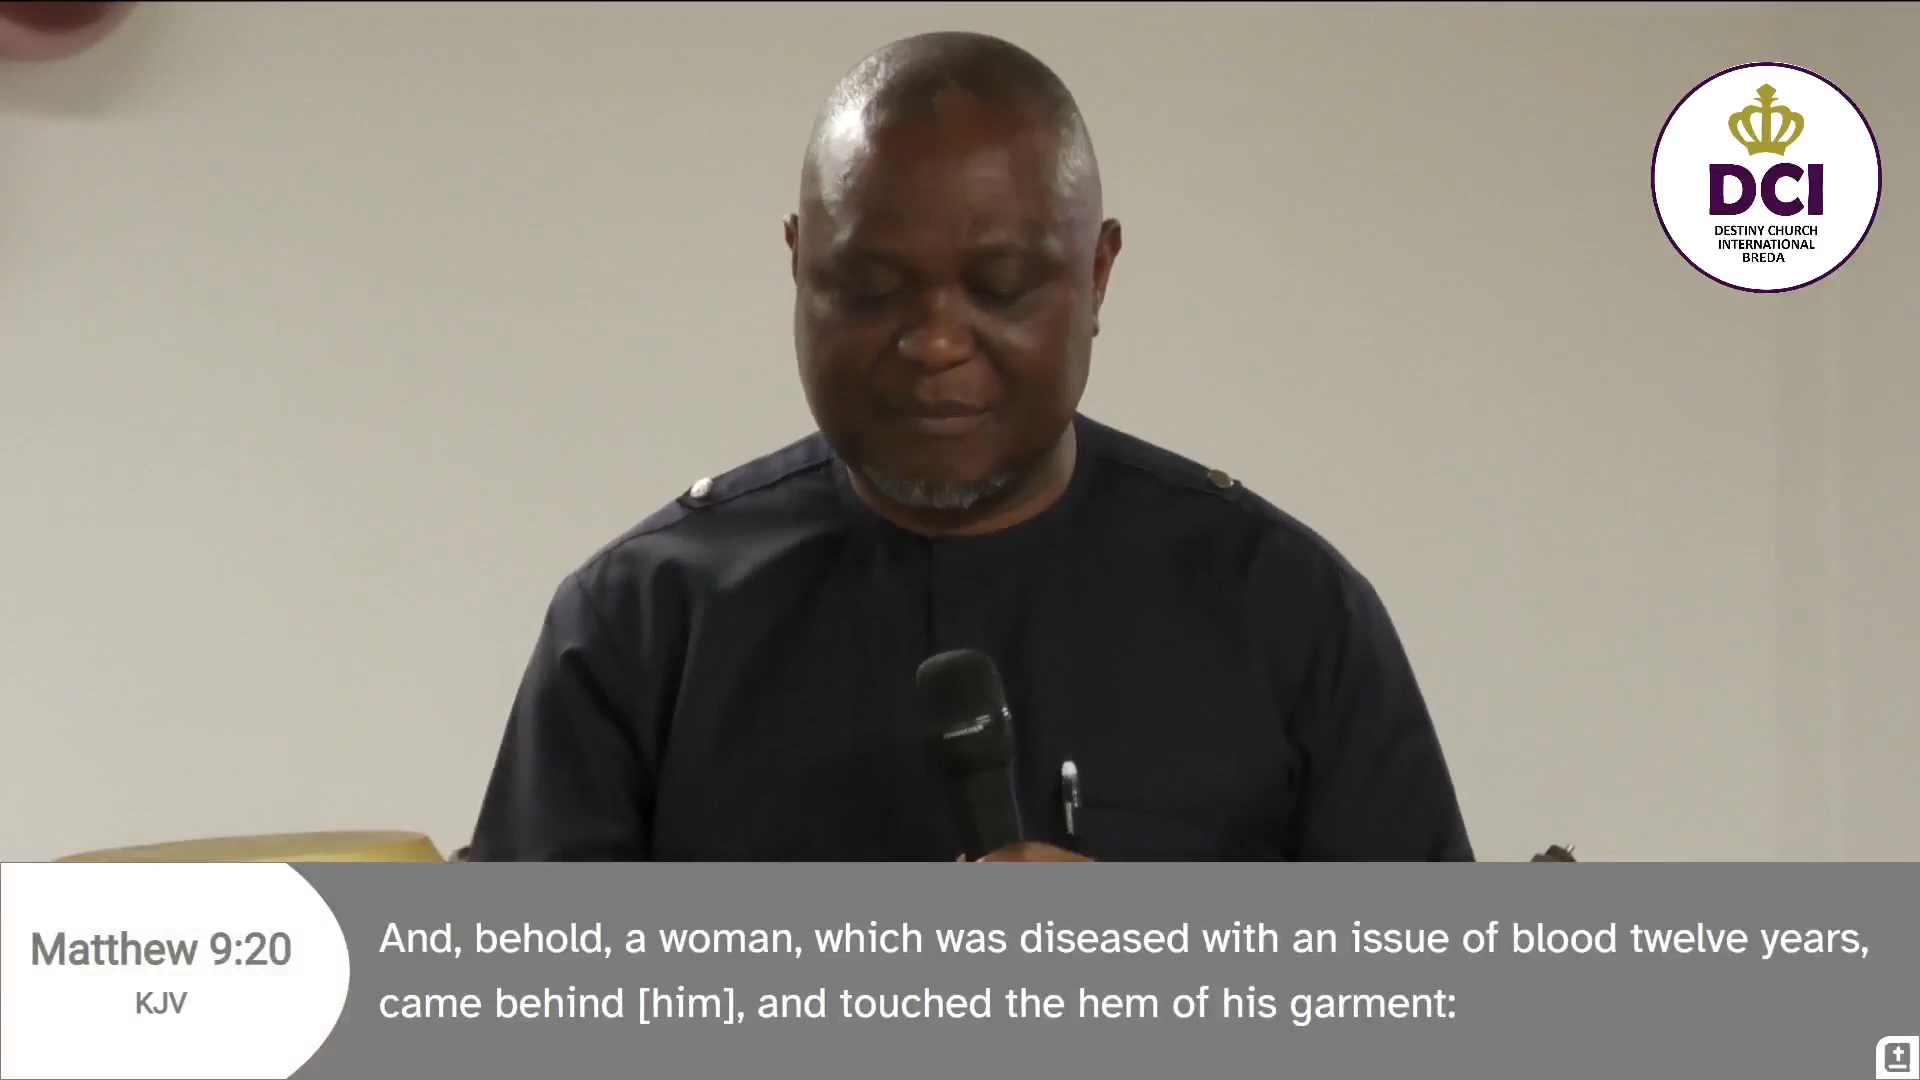 DCI
DESTINY CHURCH
INTERNATIONAL
BREDA
Matthew 9:20
KJV
And, behold, a woman, which was diseased with an issue of blood twelve years,
came behind [him], and touched the hem of his garment: